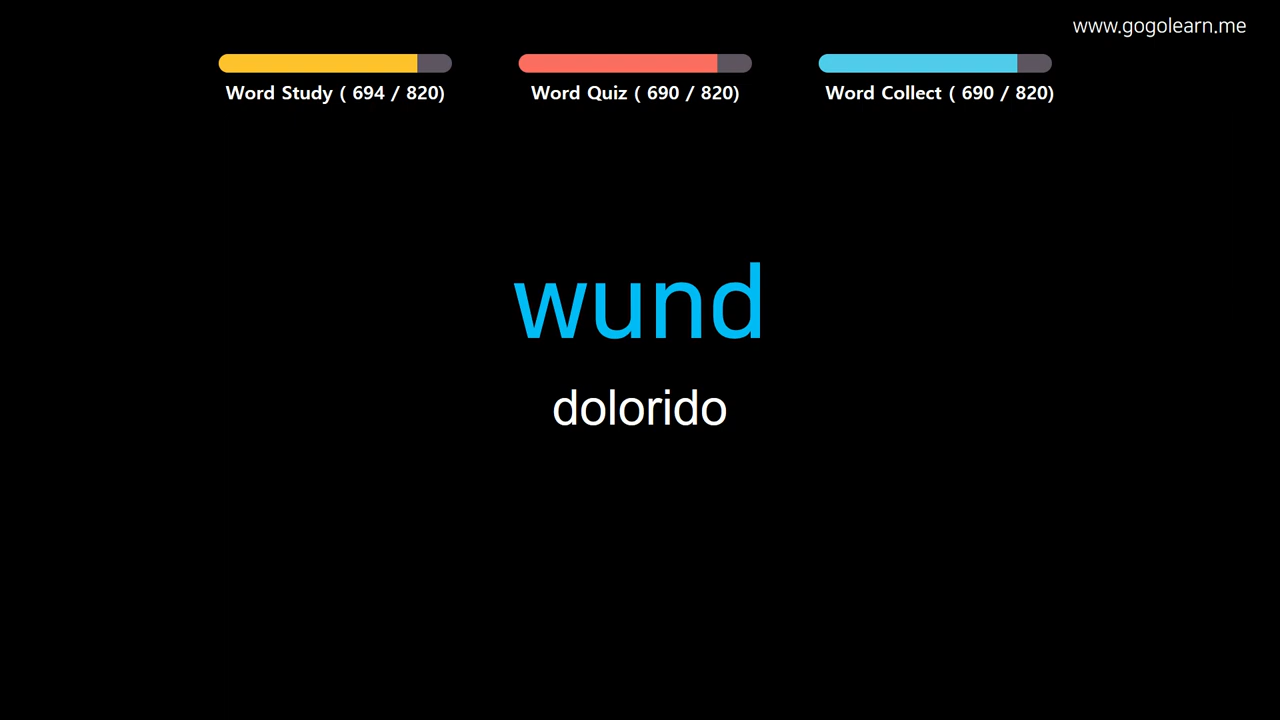 www.gogolearn.me
Word Study ( 694 / 820)
Word Quiz ( 690 / 820)
Word Collect ( 690 / 820)
wund
dolorido